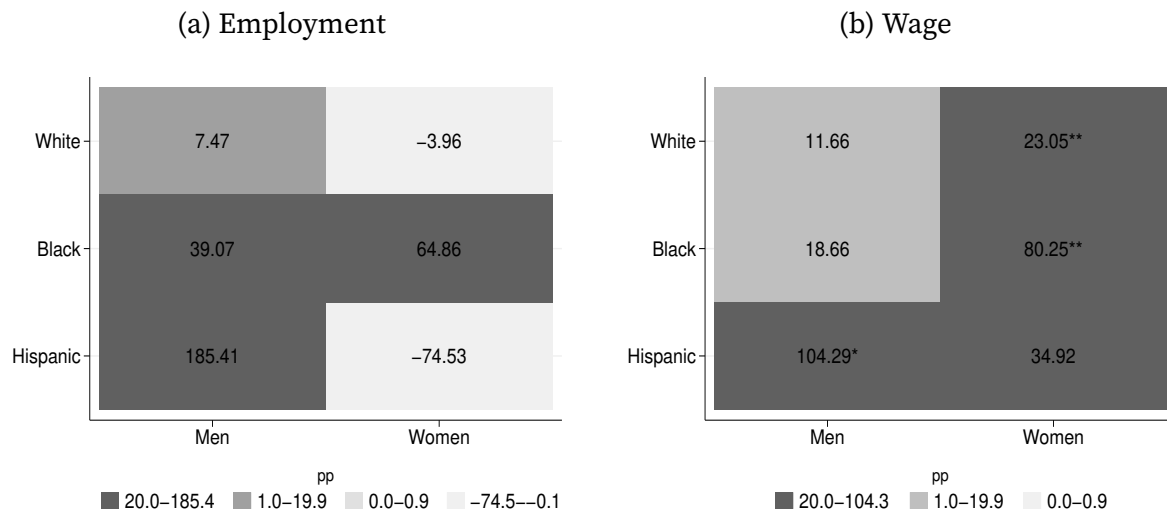 (a) Employment
White
7.47
−3.96
Black
39.07
64.86
Hispanic
185.41
−74.53
Men
Women
pp
20.0−185.4
1.0−19.9
0.0−0.9
−74.5−−0.1
(b) Wage
White
11.66
23.05**
Black
18.66
80.25**
Hispanic
104.29*
34.92
Men
Women
pp
20.0−104.3
1.0−19.9
0.0−0.9